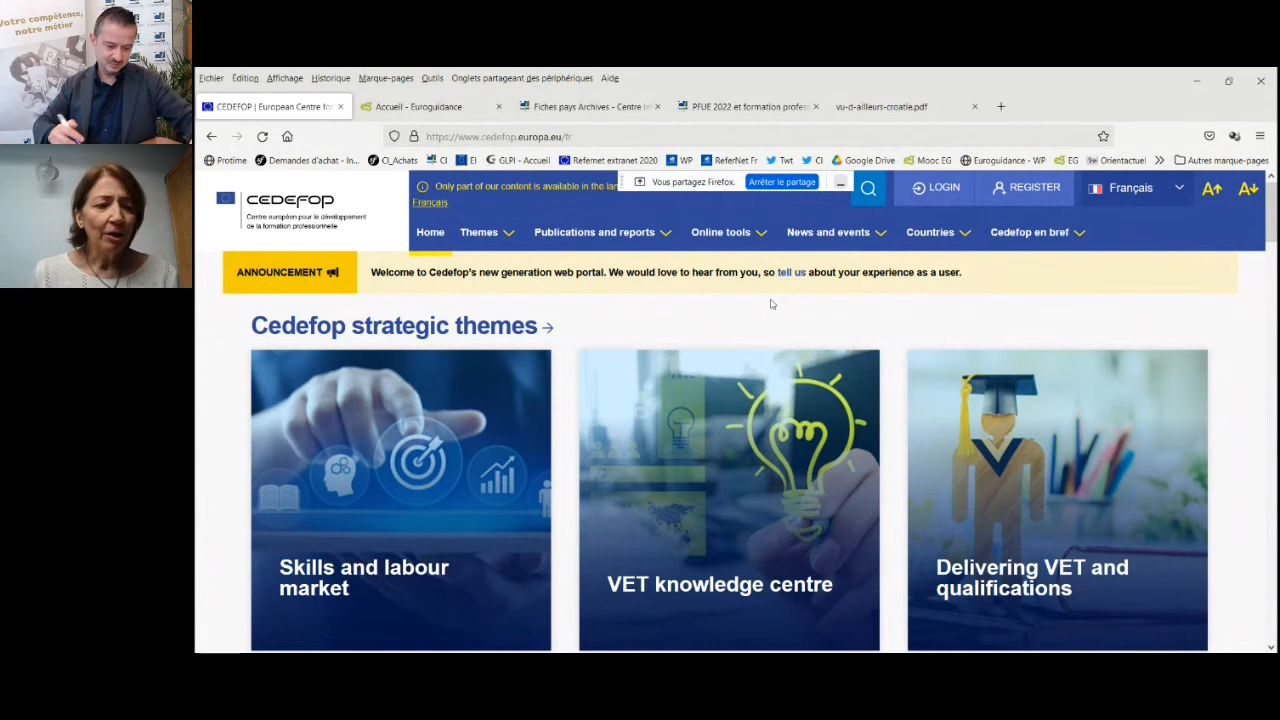 Votre compétence,
notre métier
Fichier Édition Affichage Historique Marque-pages Outils Onglets partageant des périphériques Aide
CEDEFOP | European Centre for Accueil - Euroguidance Fiches pays Archives - Centre In PFUE 2022 et formation profess vu-d-ailleurs-croatie.pdf
https://www.cedefop.europa.eu/fr
Protime Demandes d'achat - In... CI_Achats CI EI GLPI - Accueil Refernet extranet 2020 WP ReferNet Fr Twt CI Google Drive Mooc EG Euroguidance - WP EG Orientactuel Autres marque-pages
CEDEFOP
Centre européen pour le développement
de la formation professionnelle
Only part of our content is available in the lan
Français
Vous partagez Firefox. Arrêter le partage
LOGIN REGISTER Français A A
Home Themes Publications and reports Online tools News and events Countries Cedefop en bref
ANNOUNCEMENT Welcome to Cedefop's new generation web portal. We would love to hear from you, so tell us about your experience as a user.
Cedefop strategic themes
Skills and labour
market
VET knowledge centre
Delivering VET and
qualifications